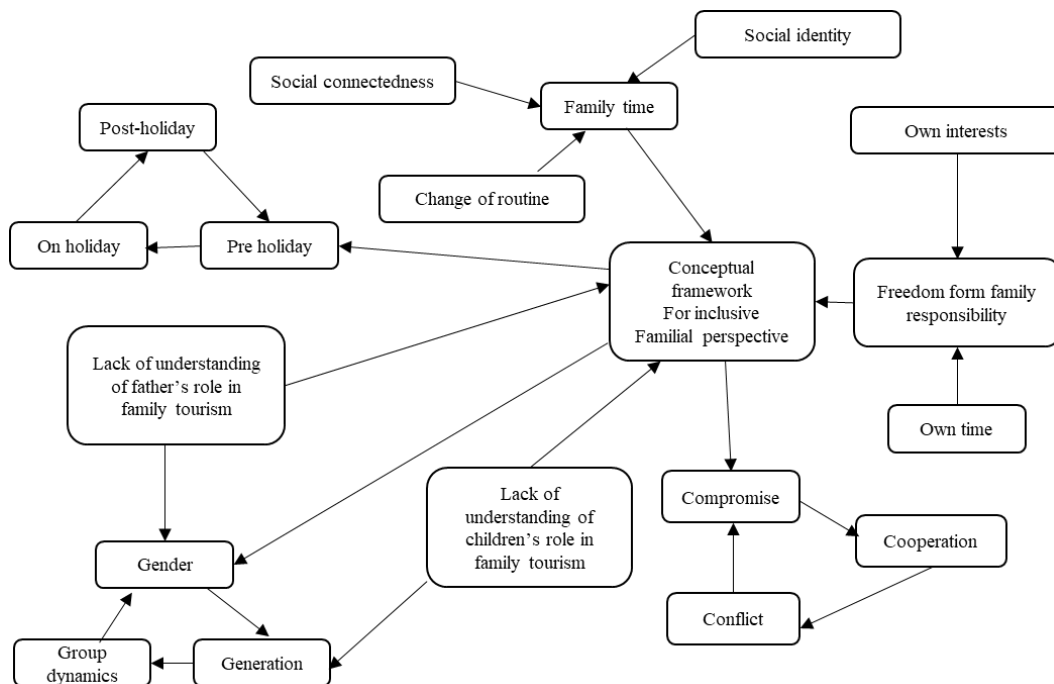 Social identity
Social connectedness
Family time
Post-holiday
Own interests
Change of routine
On holiday
Pre holiday
Conceptual
framework
For inclusive
Familial perspective
Freedom form family
responsibility
Lack of understanding
of father's role in
family tourism
Own time
Lack of
understanding of
children's role in
family tourism
Compromise
Cooperation
Gender
Conflict
Group
dynamics
Generation